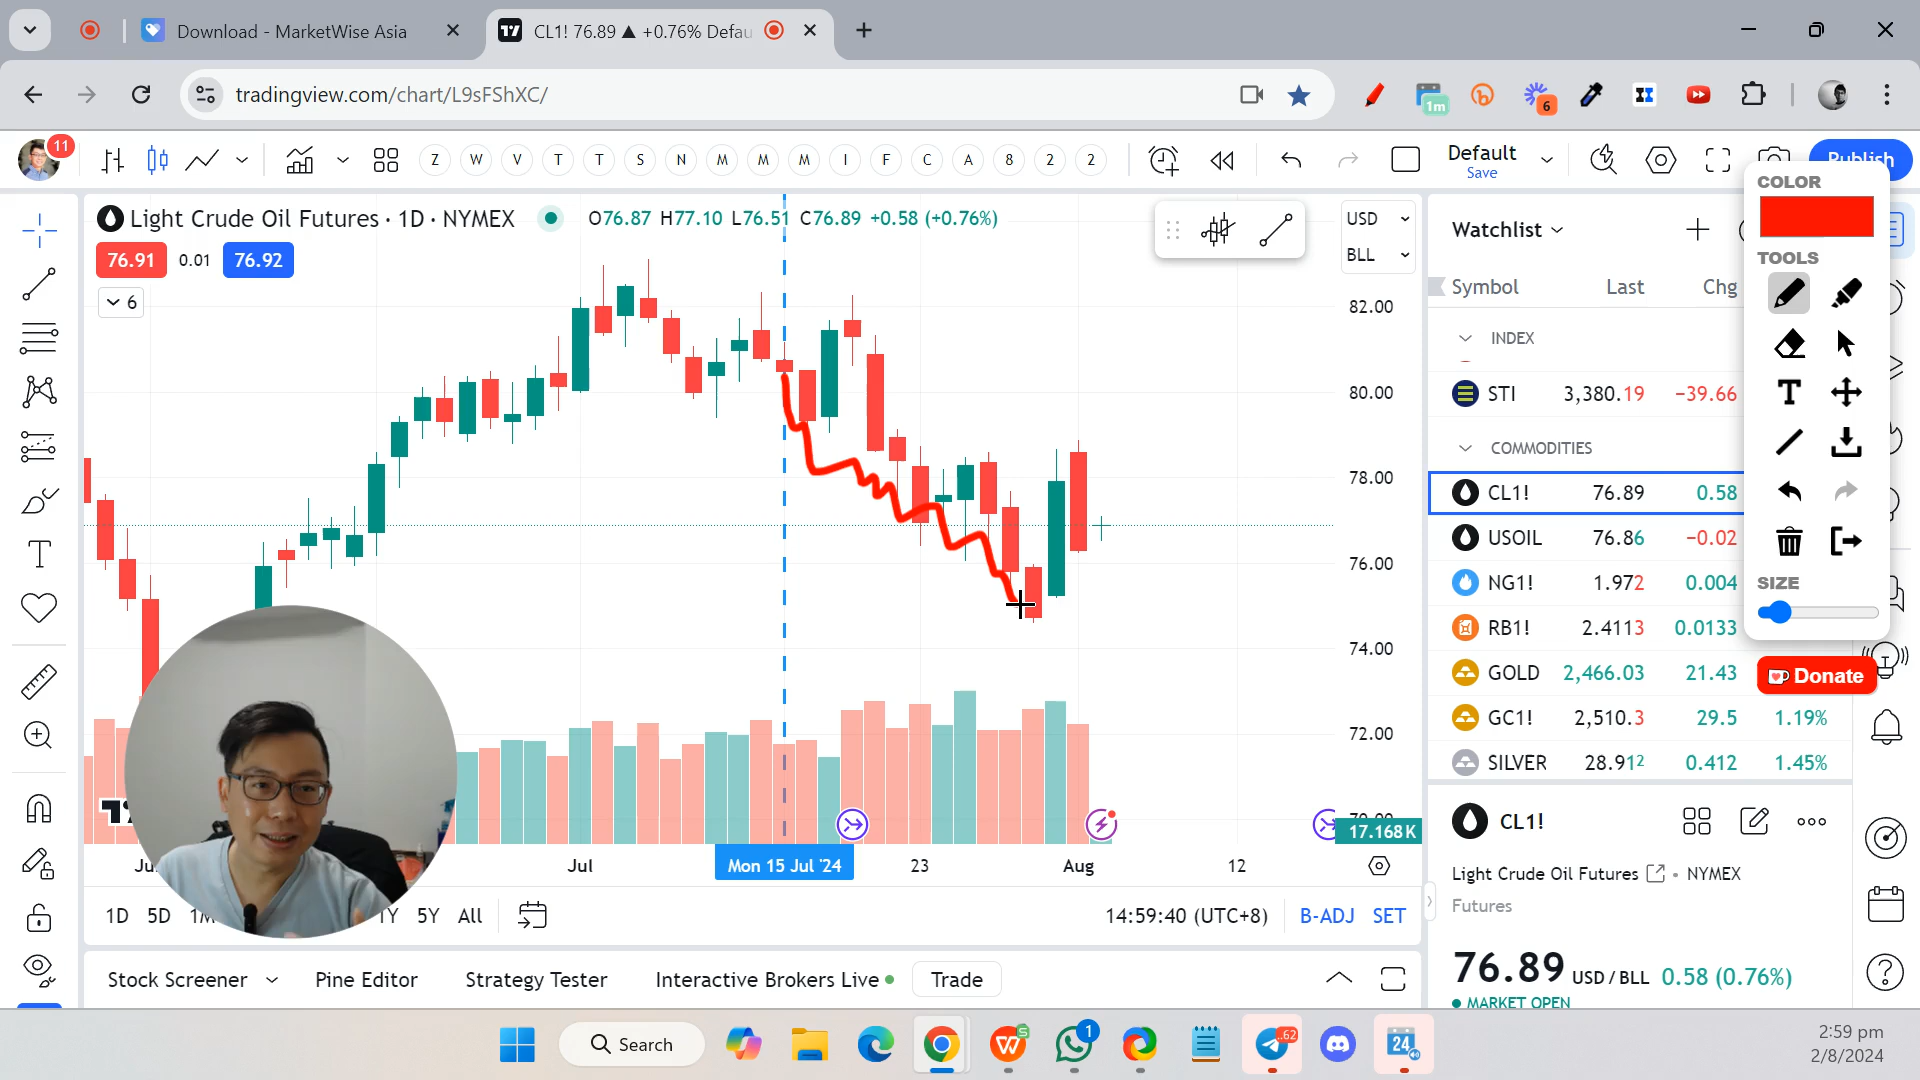 Download - MarketWise Asia
CL1! 76.89 ▲ +0.76% Defau
tradingview.com/chart/L9sFShXC/
1m
6
11
Z W V T T S N M M M I F C A 8 2 2
Default
Save
Publish
Light Crude Oil Futures · 1D · NYMEX
O76.87 H77.10 L76.51 C76.89 +0.58 (+0.76%)
76.91 0.01 76.92
6
USD
BLL
82.00
80.00
78.00
76.00
74.00
72.00
17.168K
Jul
Mon 15 Jul '24
23
Aug
12
1D 5D 1M 1Y 5Y All
14:59:40 (UTC+8)
B-ADJ SET
Stock Screener
Pine Editor
Strategy Tester
Interactive Brokers Live
Trade
Watchlist
Symbol Last Chg
INDEX
STI 3,380.19 −39.66
COMMODITIES
CL1! 76.89 0.58
USOIL 76.86 −0.02
NG1! 1.972 0.004
RB1! 2.4113 0.0133
GOLD 2,466.03 21.43
GC1! 2,510.3 29.5 1.19%
SILVER 28.912 0.412 1.45%
COLOR
TOOLS
T
SIZE
Donate
CL1!
Light Crude Oil Futures • NYMEX
Futures
76.89 USD / BLL 0.58 (0.76%)
MARKET OPEN
Search
1
62
24
2:59 pm
2/8/2024